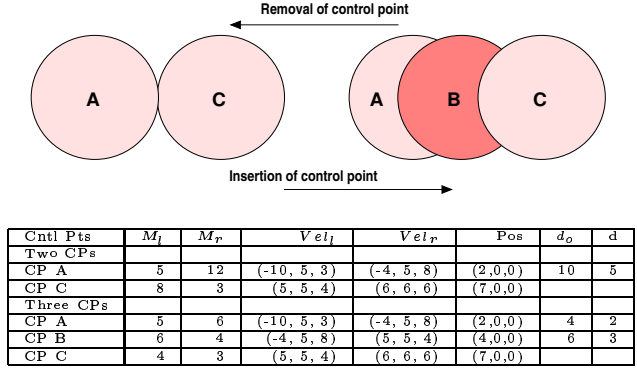 Removal of control point
A C A B C
Insertion of control point
Cntl Pts M_l M_r Vel_l Vel_r Pos d_o d
Two CPs
CP A 5 12 (-10, 5, 3) (-4, 5, 8) (2,0,0) 10 5
CP C 8 3 (5, 5, 4) (6, 6, 6) (7,0,0)
Three CPs
CP A 5 6 (-10, 5, 3) (-4, 5, 8) (2,0,0) 4 2
CP B 6 4 (-4, 5, 8) (5, 5, 4) (4,0,0) 6 3
CP C 4 3 (5, 5, 4) (6, 6, 6) (7,0,0)